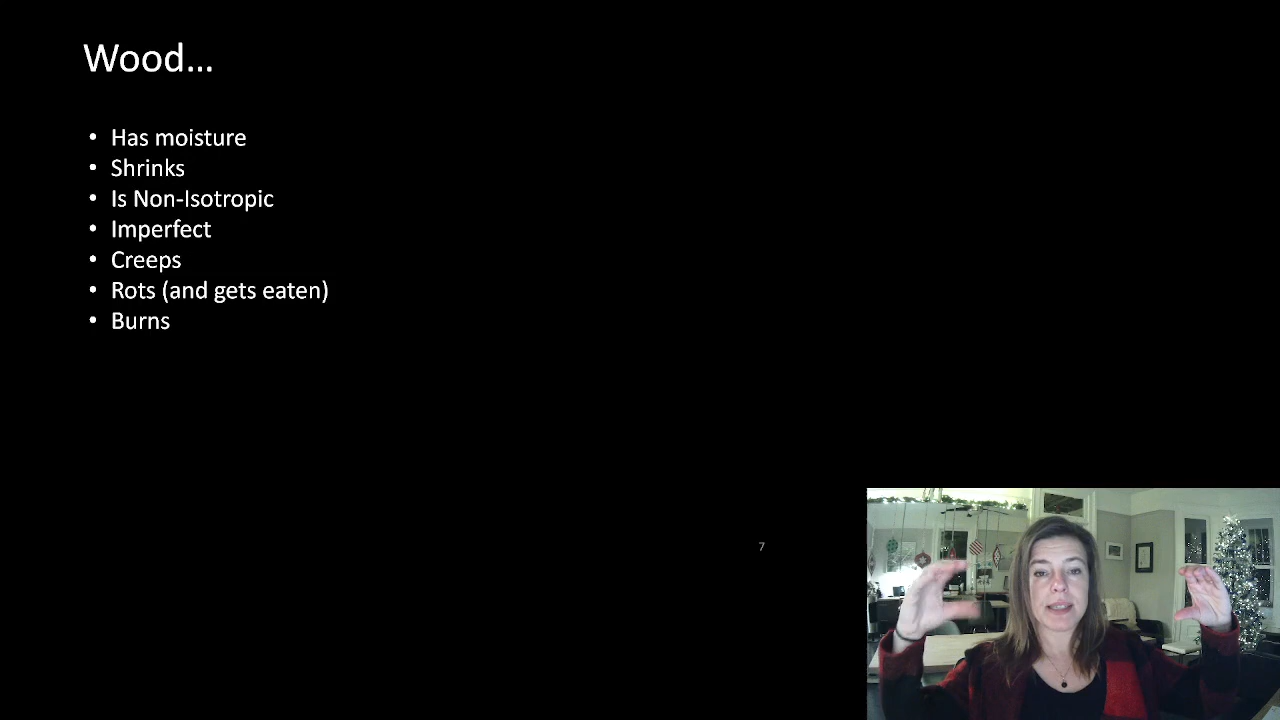 Wood...
• Has moisture
• Shrinks
• Is Non-Isotropic
• Imperfect
• Creeps
• Rots (and gets eaten)
• Burns
7